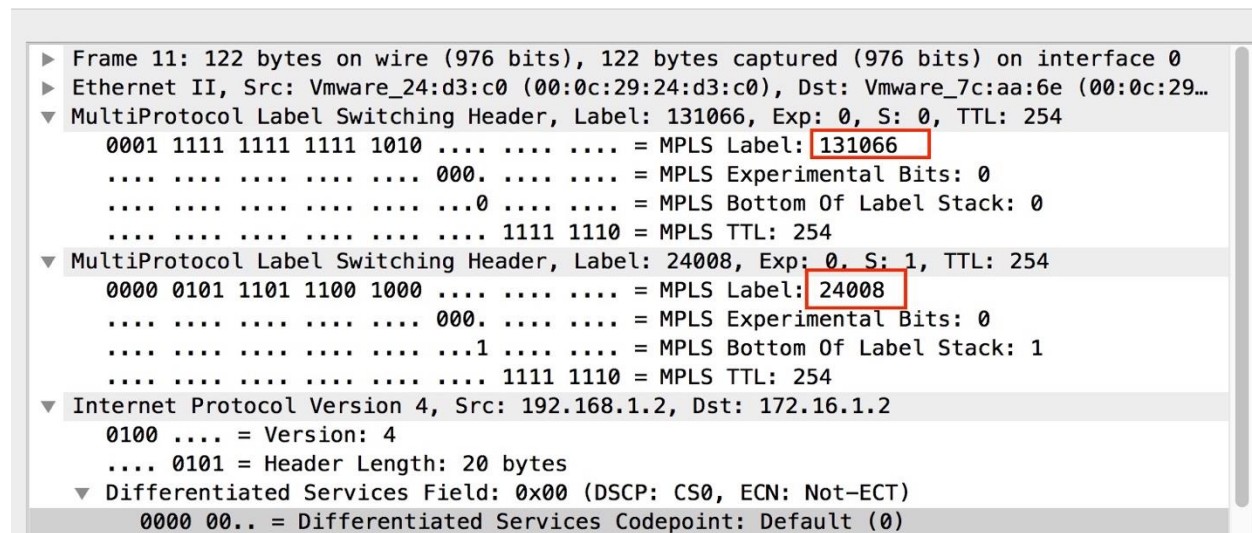 Frame 11: 122 bytes on wire (976 bits), 122 bytes captured (976 bits) on interface 0
Ethernet II, Src: Vmware_24:d3:c0 (00:0c:29:24:d3:c0), Dst: Vmware_7c:aa:6e (00:0c:29…
MultiProtocol Label Switching Header, Label: 131066, Exp: 0, S: 0, TTL: 254
0001 1111 1111 1111 1010 .... .... .... = MPLS Label: 131066
.... .... .... .... .... 000. .... .... = MPLS Experimental Bits: 0
.... .... .... .... .... ...0 .... .... = MPLS Bottom Of Label Stack: 0
.... .... .... .... .... .... 1111 1110 = MPLS TTL: 254
MultiProtocol Label Switching Header, Label: 24008, Exp: 0, S: 1, TTL: 254
0000 0101 1101 1100 1000 .... .... .... = MPLS Label: 24008
.... .... .... .... .... 000. .... .... = MPLS Experimental Bits: 0
.... .... .... .... .... ...1 .... .... = MPLS Bottom Of Label Stack: 1
.... .... .... .... .... .... 1111 1110 = MPLS TTL: 254
Internet Protocol Version 4, Src: 192.168.1.2, Dst: 172.16.1.2
0100 .... = Version: 4
.... 0101 = Header Length: 20 bytes
Differentiated Services Field: 0x00 (DSCP: CS0, ECN: Not-ECT)
0000 00.. = Differentiated Services Codepoint: Default (0)